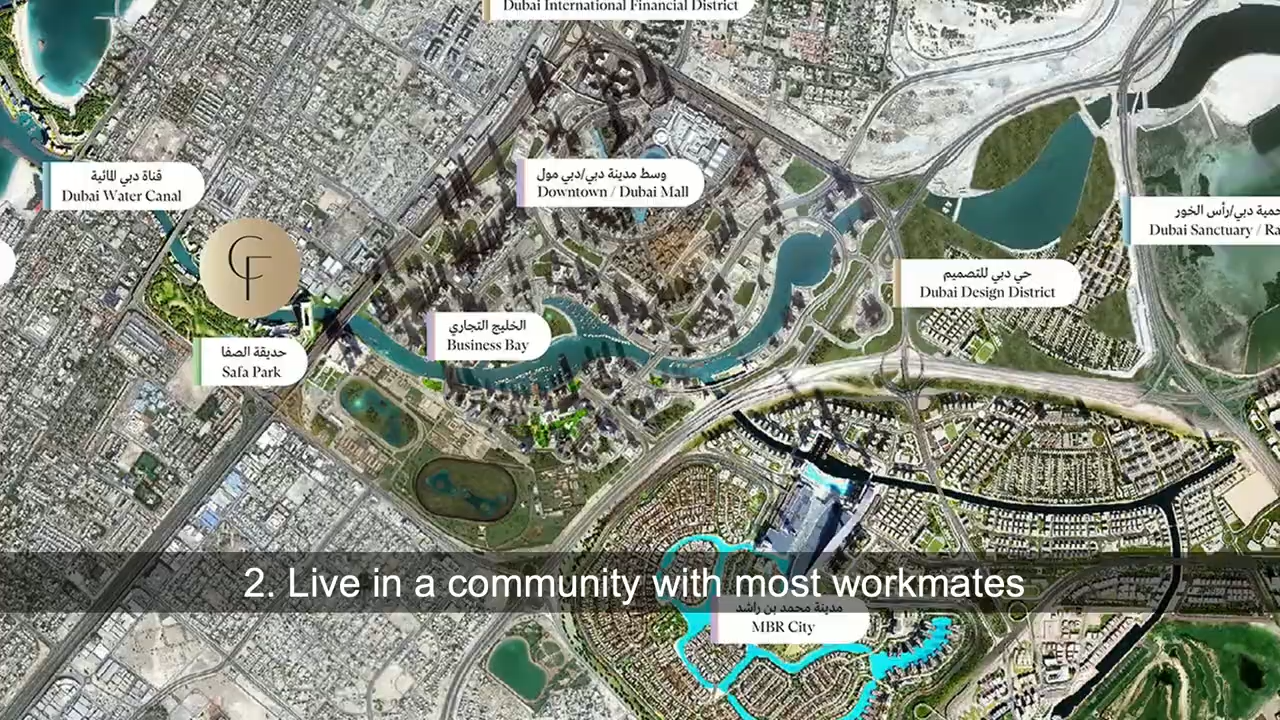 Dubai International Financial District
قناة دبي المائية
Dubai Water Canal
وسط مدينة دبي/دبي مول
Downtown / Dubai Mall
دبي/رأس الخور
Dubai Sanctuary / Ra
حي دبي للتصميم
Dubai Design District
CF
الخليج التجاري
Business Bay
حديقة الصفا
Safa Park
2. Live in a community with most workmates
مدينة محمد بن راشد
MBR City